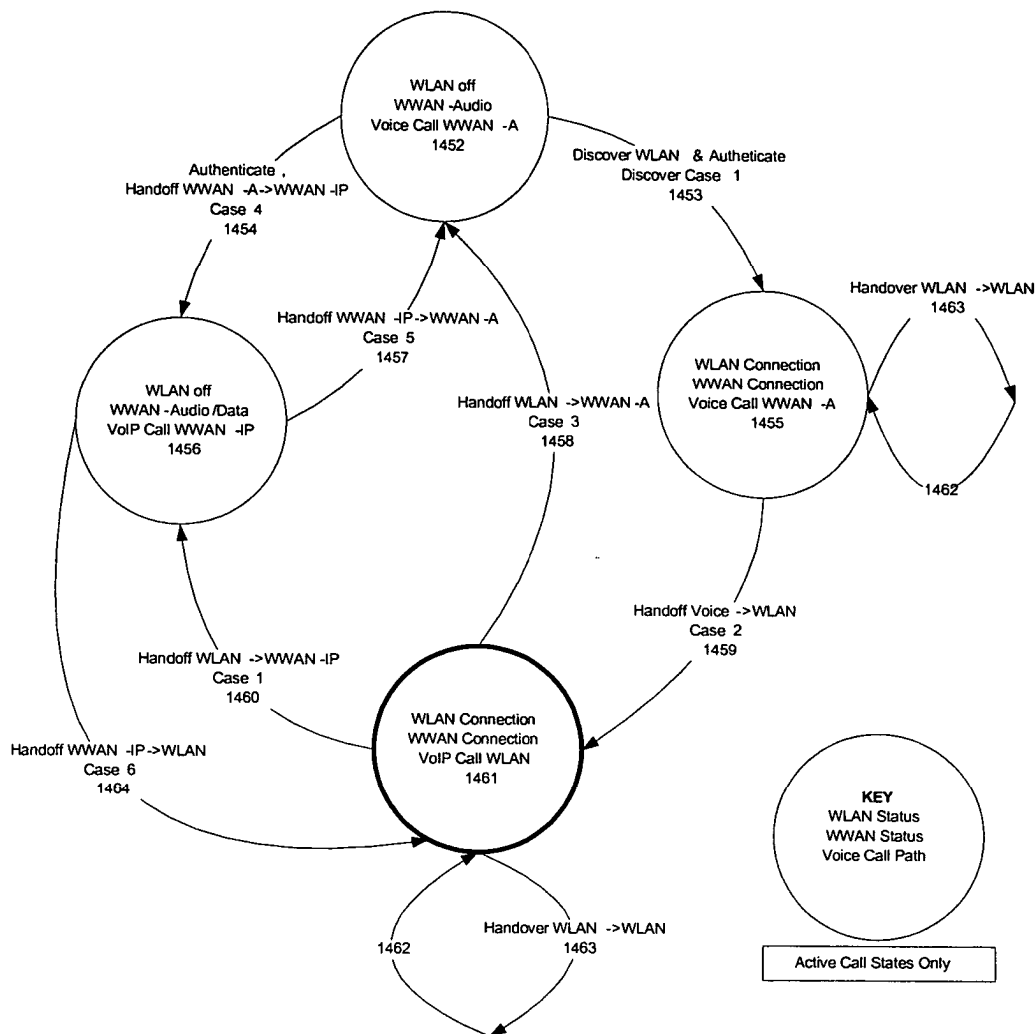 WLAN off
WWAN -Audio
Voice Call WWAN -A
1452
Authenticate ,
Handoff WWAN -A->WWAN -IP
Case 4
1454
Discover WLAN & Autheticate
Discover Case 1
1453
Handoff WWAN -IP->WWAN -A
Case 5
1457
Handover WLAN ->WLAN
1463
WLAN off
WWAN -Audio /Data
VoIP Call WWAN -IP
1456
WLAN Connection
WWAN Connection
Voice Call WWAN -A
1455
Handoff WLAN ->WWAN -A
Case 3
1458
1462
Handoff Voice ->WLAN
Case 2
1459
Handoff WLAN ->WWAN -IP
Case 1
1460
WLAN Connection
WWAN Connection
VoIP Call WLAN
1461
Handoff WWAN -IP->WLAN
Case 6
1464
KEY
WLAN Status
WWAN Status
Voice Call Path
1462
Handover WLAN ->WLAN
1463
Active Call States Only